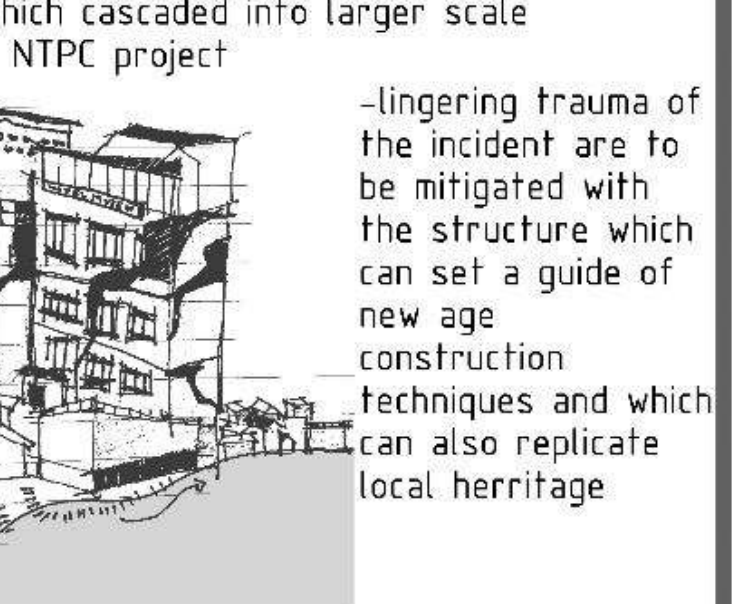 hich cascaded into larger scale
NTPC project
-lingering trauma of
the incident are to
be mitigated with
the structure which
can set a guide of
new age
construction
techniques and which
can also replicate
local herritage